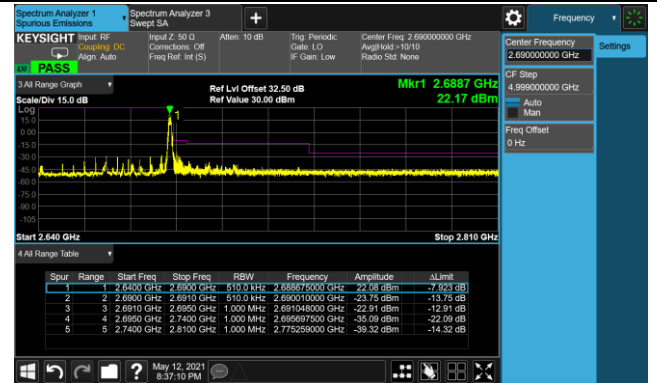 Spectrum Analyzer 1
Spurious Emissions
Spectrum Analyzer 3
Swept SA
Frequency
KEYSIGHT
Input: RF
Coupling: DC
Align: Auto
Input Z: 50 Ω
Corrections: Off
Freq Ref: Int (S)
Atten: 10 dB
Trig: Periodic
Gate: LO
IF Gain: Low
Center Freq: 2.690000000 GHz
Avg|Hold:>10/10
Radio Std: None
LXI
PASS
Center Frequency
2.690000000 GHz
Settings
CF Step
4.999000000 GHz
Auto
Man
Freq Offset
0 Hz
3 All Range Graph
Scale/Div 15.0 dB
Ref Lvl Offset 32.50 dB
Ref Value 30.00 dBm
Mkr1 2.6887 GHz
22.17 dBm
Log
15.0
0.00
-15.0
-30.0
-45.0
-60.0
-75.0
-90.0
-105
1
Start 2.640 GHz
Stop 2.810 GHz
4 All Range Table
Spur Range Start Freq Stop Freq RBW Frequency Amplitude ΔLimit
1 1 2.6400 GHz 2.6900 GHz 510.0 kHz 2.688675000 GHz 22.08 dBm -7.923 dB
2 2 2.6900 GHz 2.6910 GHz 510.0 kHz 2.690010000 GHz -23.75 dBm -13.75 dB
3 3 2.6910 GHz 2.6950 GHz 1.000 MHz 2.691048000 GHz -22.91 dBm -12.91 dB
4 4 2.6950 GHz 2.7400 GHz 1.000 MHz 2.695697500 GHz -35.09 dBm -22.09 dB
5 5 2.7400 GHz 2.8100 GHz 1.000 MHz 2.775259000 GHz -39.32 dBm -14.32 dB
May 12, 2021
8:37:10 PM